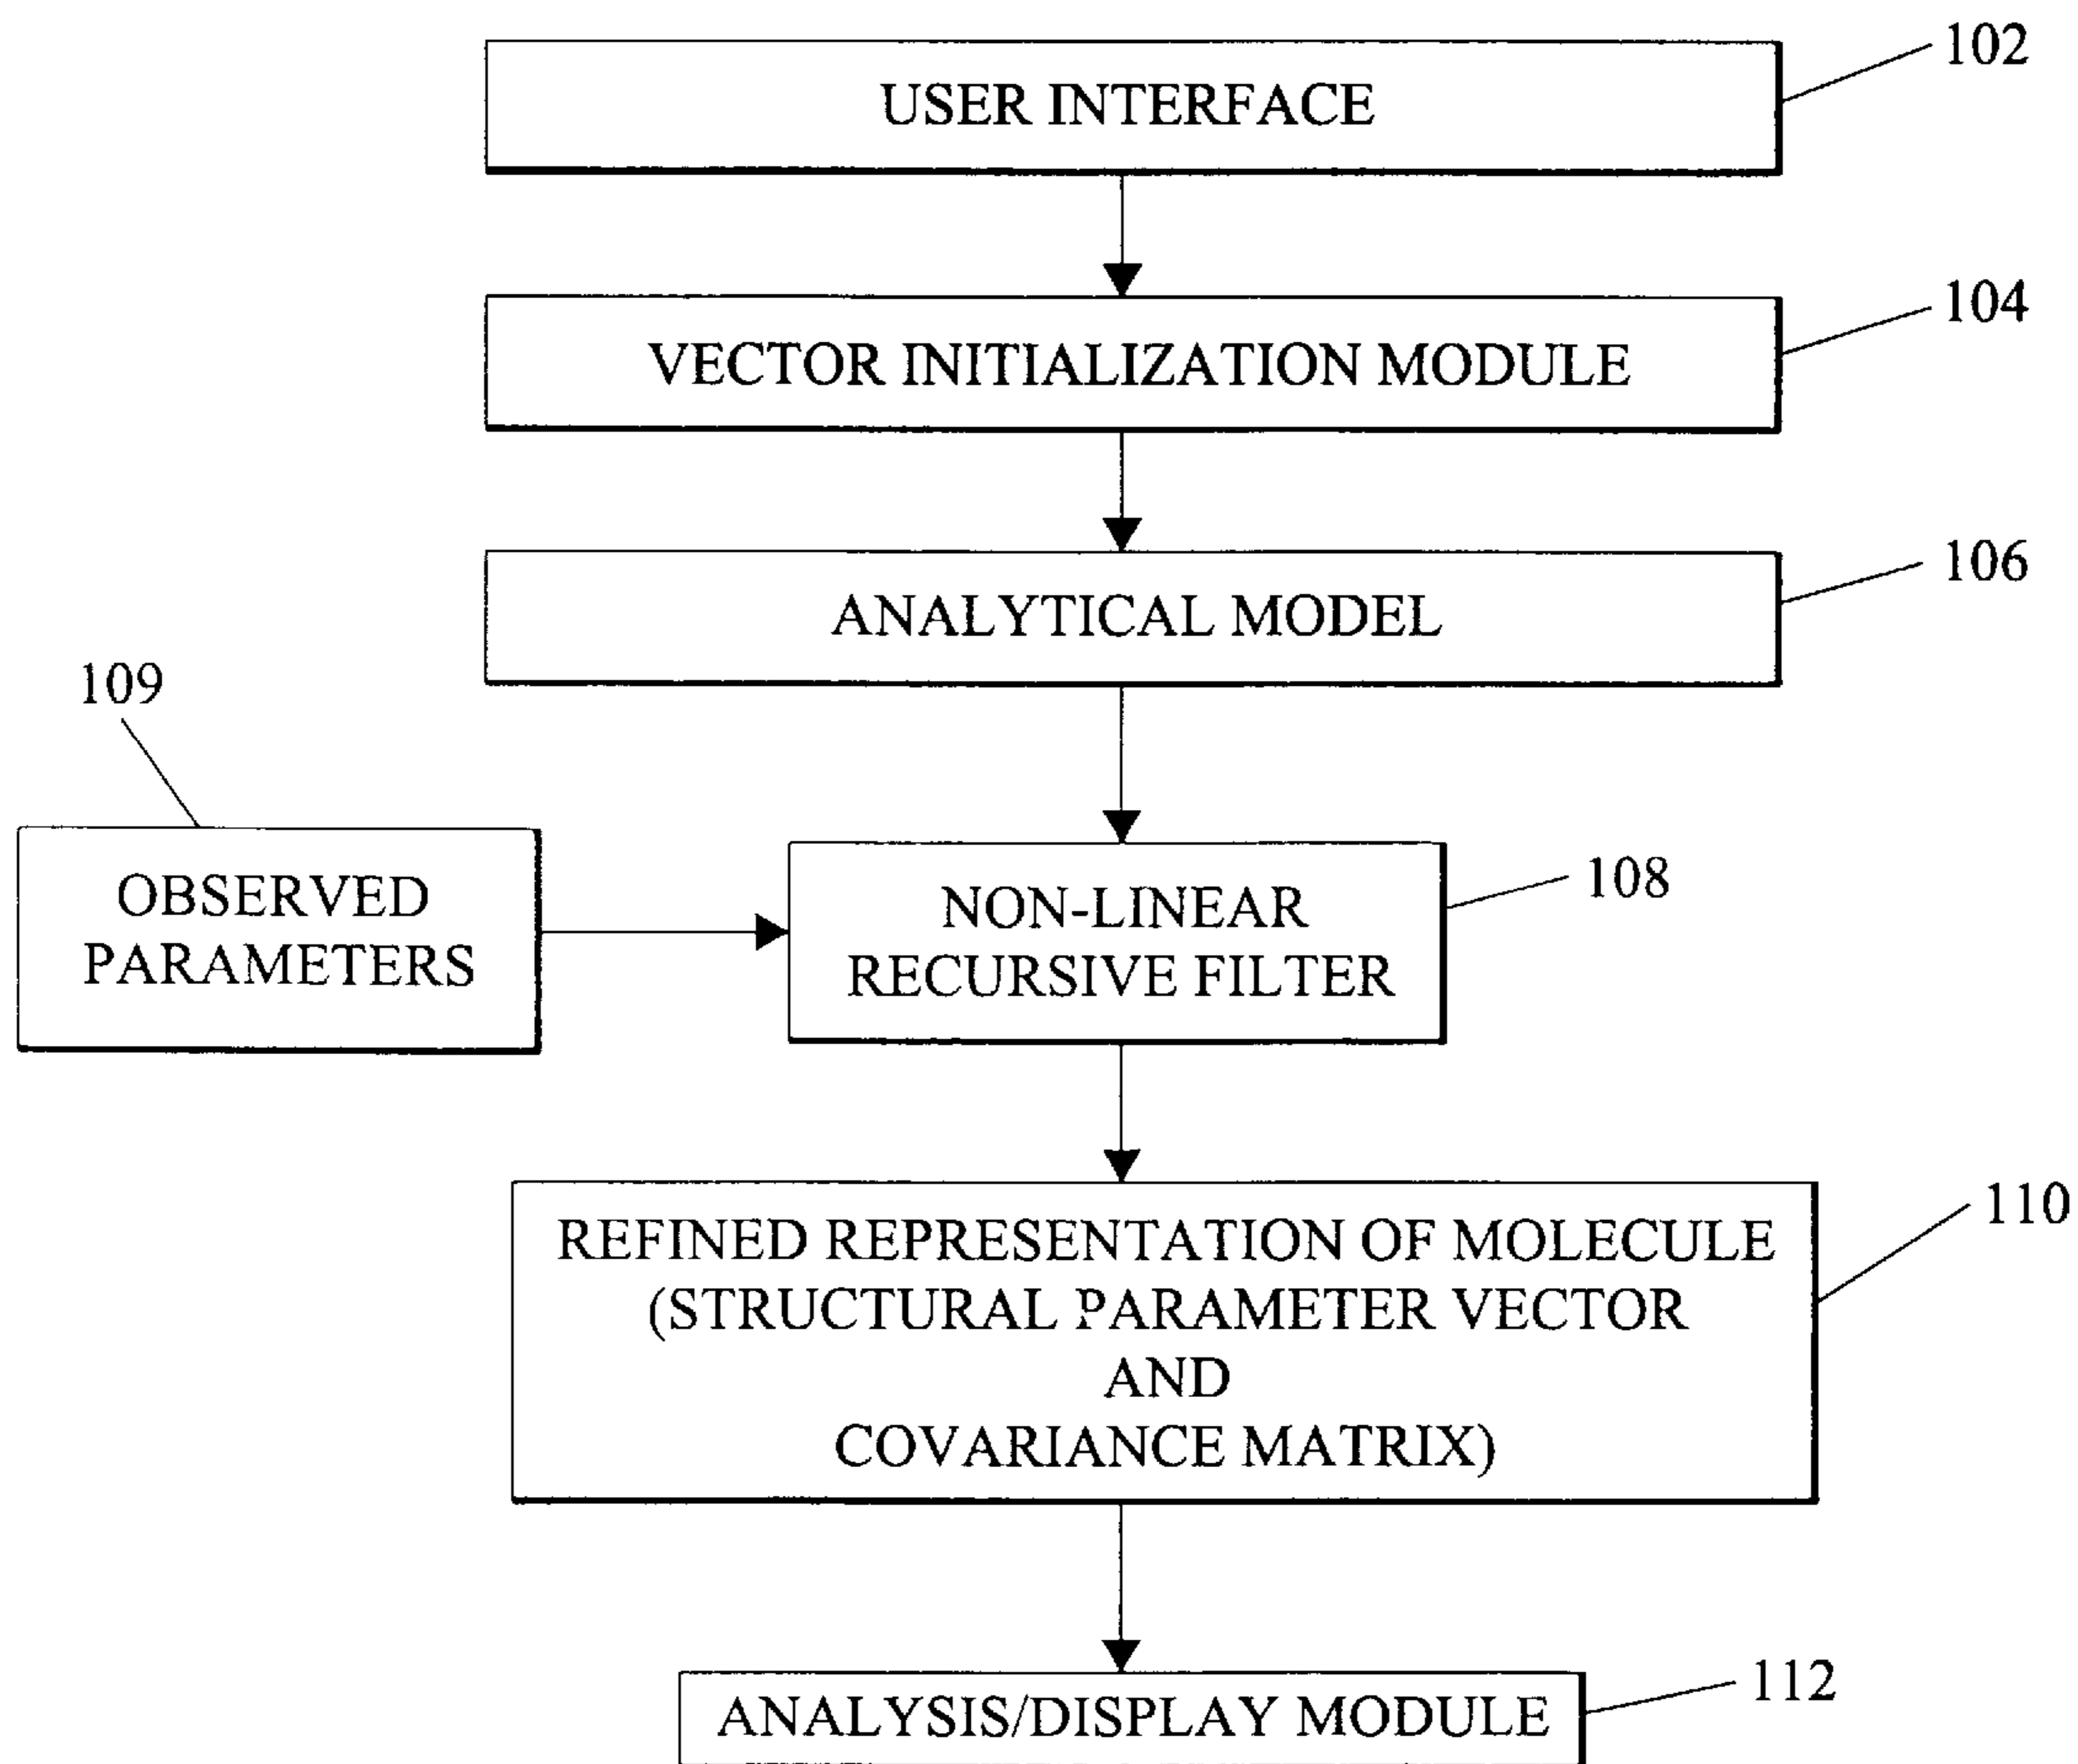 102
USER INTERFACE
104
VECTOR INITIALIZATION MODULE
106
ANALYTICAL MODEL
109
OBSERVED
PARAMETERS
108
NON-LINEAR
RECURSIVE FILTER
110
REFINED REPRESENTATION OF MOLECULE
(STRUCTURAL PARAMETER VECTOR
AND
COVARIANCE MATRIX)
112
ANALYSIS/DISPLAY MODULE